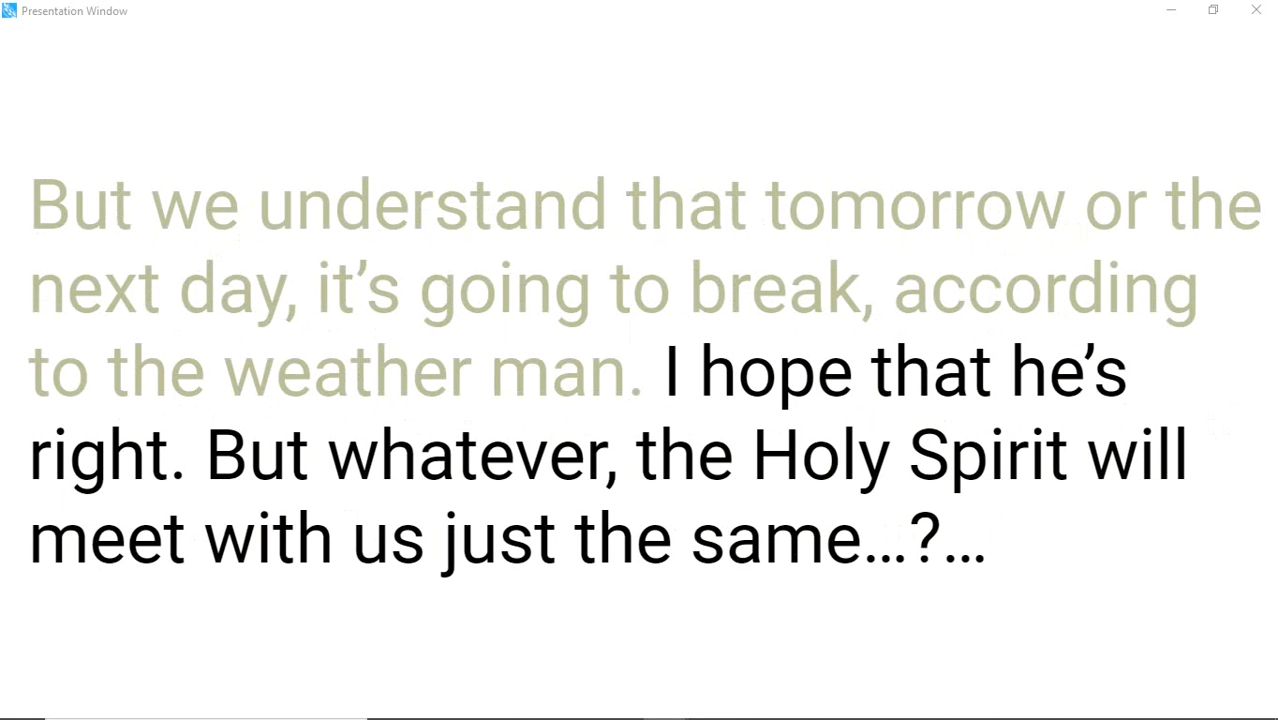 Presentation Window
But we understand that tomorrow or the
next day, it’s going to break, according
to the weather man. I hope that he’s
right. But whatever, the Holy Spirit will
meet with us just the same…?…